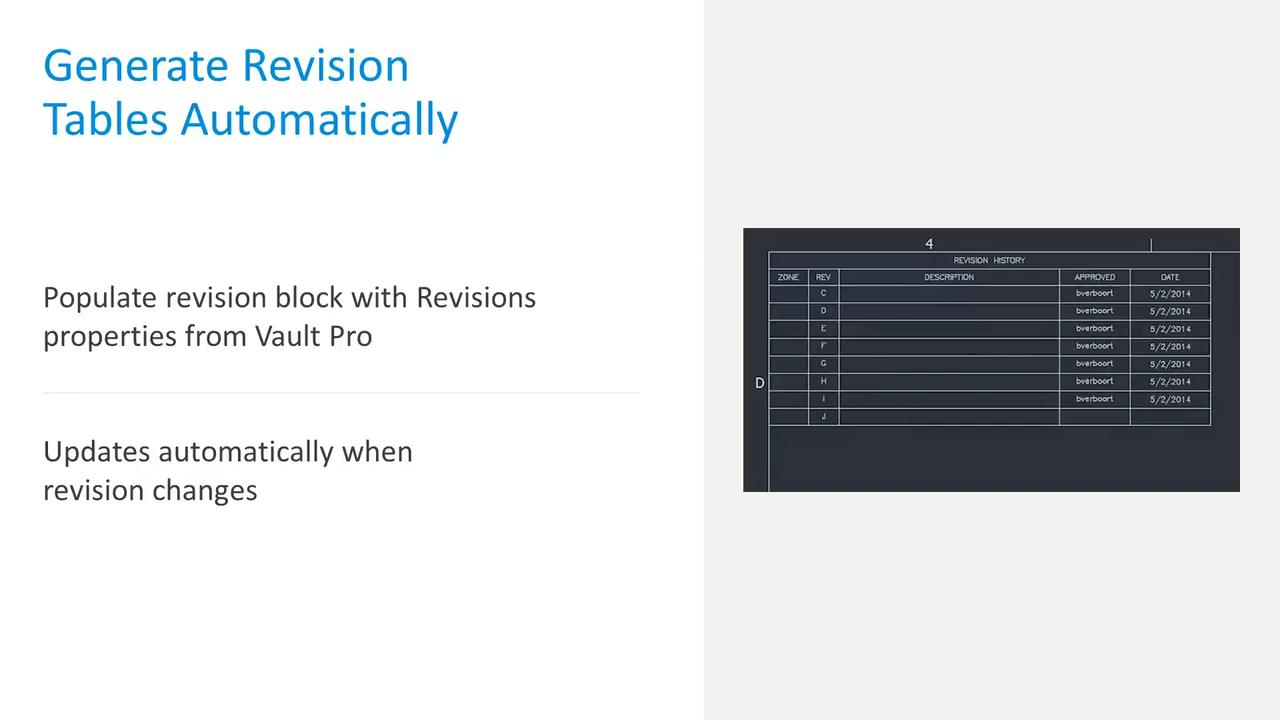 Generate Revision
Tables Automatically
Populate revision block with Revisions
properties from Vault Pro
Updates automatically when
revision changes
4
REVISION HISTORY
ZONE REV DESCRIPTION APPROVED DATE
C bverboort 5/2/2014
D bverboort 5/2/2014
E bverboort 5/2/2014
F bverboort 5/2/2014
G bverboort 5/2/2014
D H bverboort 5/2/2014
I bverboort 5/2/2014
J